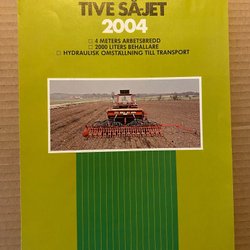 TIVE SÅJET
2004
□ 4 METERS ARBETSBREDD
□ 2000 LITERS BEHÅLLARE
□ HYDRAULISK OMSTÄLLNING TILL TRANSPORT